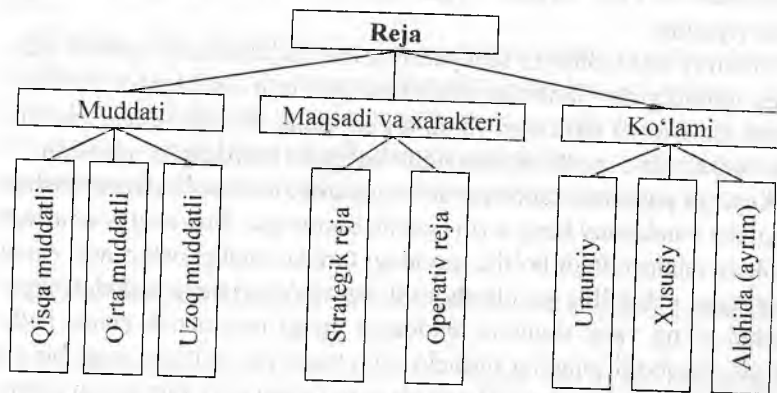 Reja
Muddati
Maqsadi va xarakteri
Ko‘lami
Qisqa muddatli
O‘rta muddatli
Uzoq muddatli
Strategik reja
Operativ reja
Umumiy
Xususiy
Alohida (ayrim)